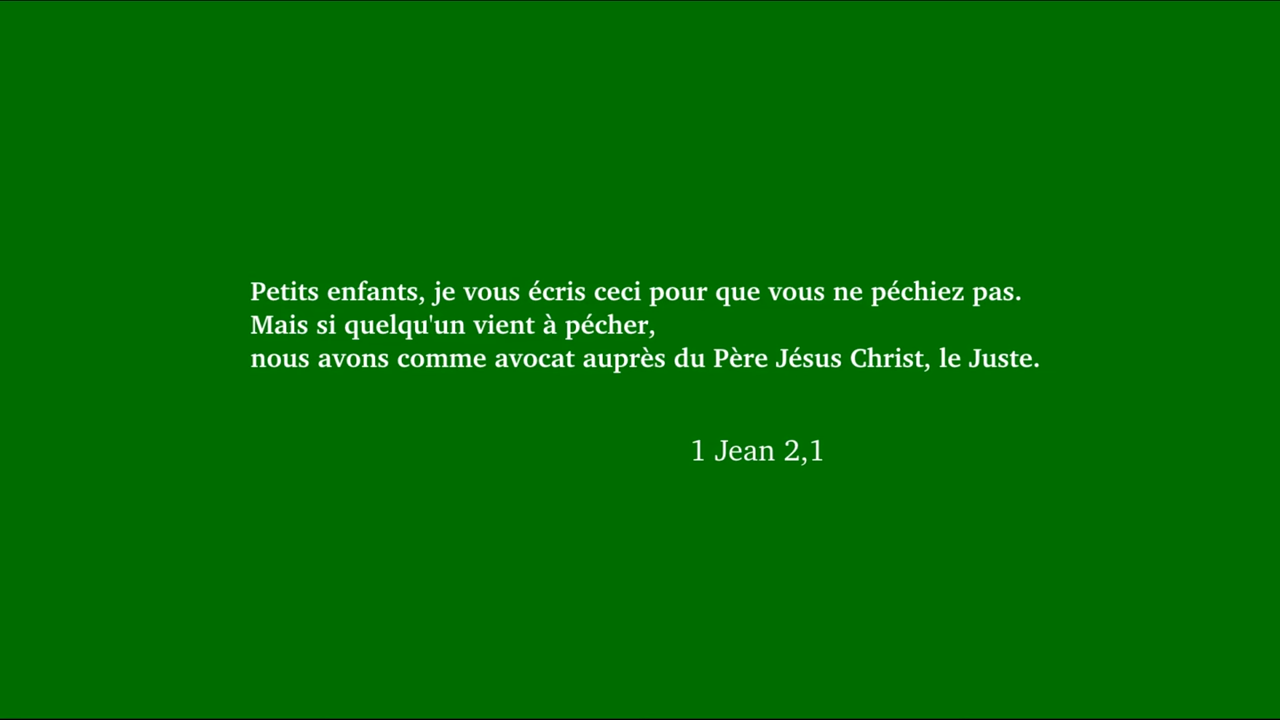 Petits enfants, je vous écris ceci pour que vous ne péchiez pas.
Mais si quelqu'un vient à pécher,
nous avons comme avocat auprès du Père Jésus Christ, le Juste.
1 Jean 2,1